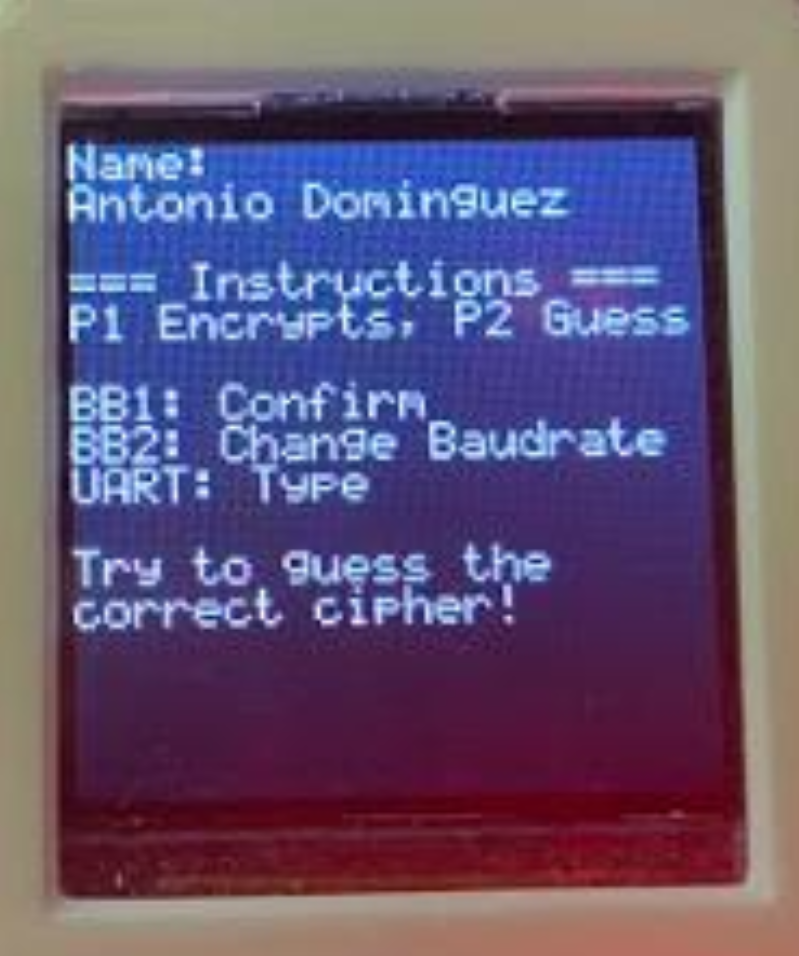 Name:
Antonio Dominguez
=== Instructions ===
P1 Encrypts, P2 Guess
BB1: Confirm
BB2: Change Baudrate
UART: Type
Try to guess the
correct cipher!